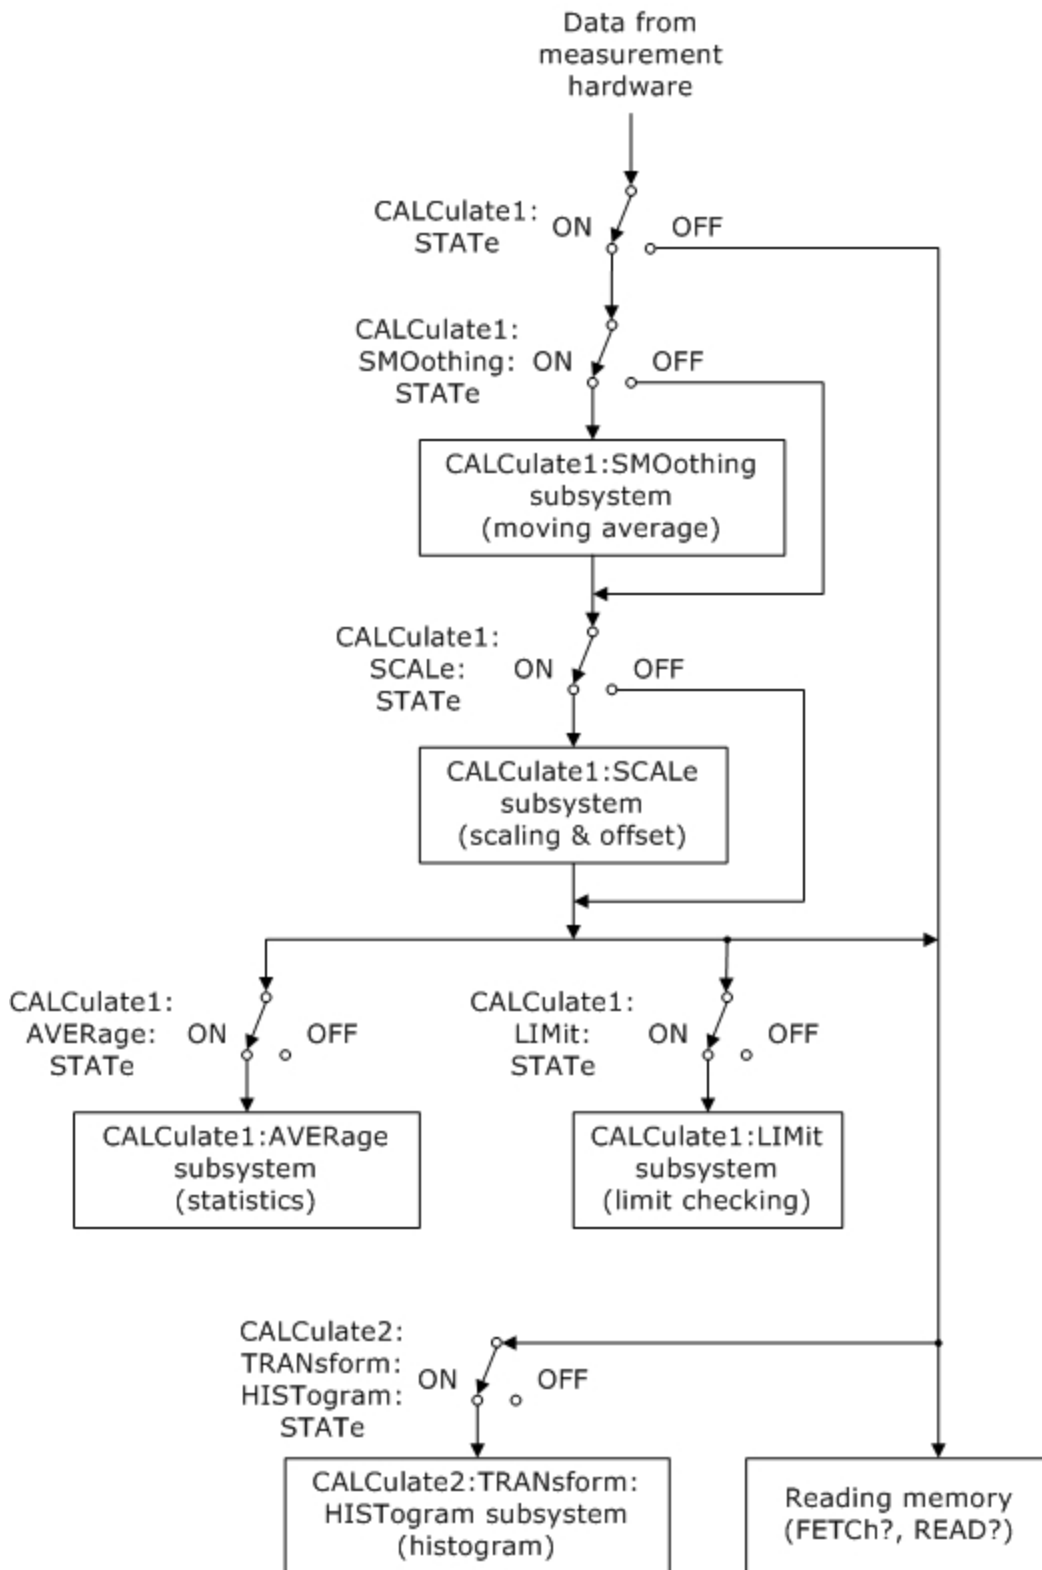 Data from
measurement
hardware
CALCulate1:
STATe
ON
OFF
CALCulate1:
SMOothing:
STATe
ON
OFF
CALCulate1:SMOothing
subsystem
(moving average)
CALCulate1:
SCALe:
STATe
ON
OFF
CALCulate1:SCALe
subsystem
(scaling & offset)
CALCulate1:
AVERage:
STATe
ON
OFF
CALCulate1:
LIMit:
STATe
ON
OFF
CALCulate1:AVERage
subsystem
(statistics)
CALCulate1:LIMit
subsystem
(limit checking)
CALCulate2:
TRANsform:
HISTogram:
STATe
ON
OFF
CALCulate2:TRANsform:
HISTogram subsystem
(histogram)
Reading memory
(FETCh?, READ?)